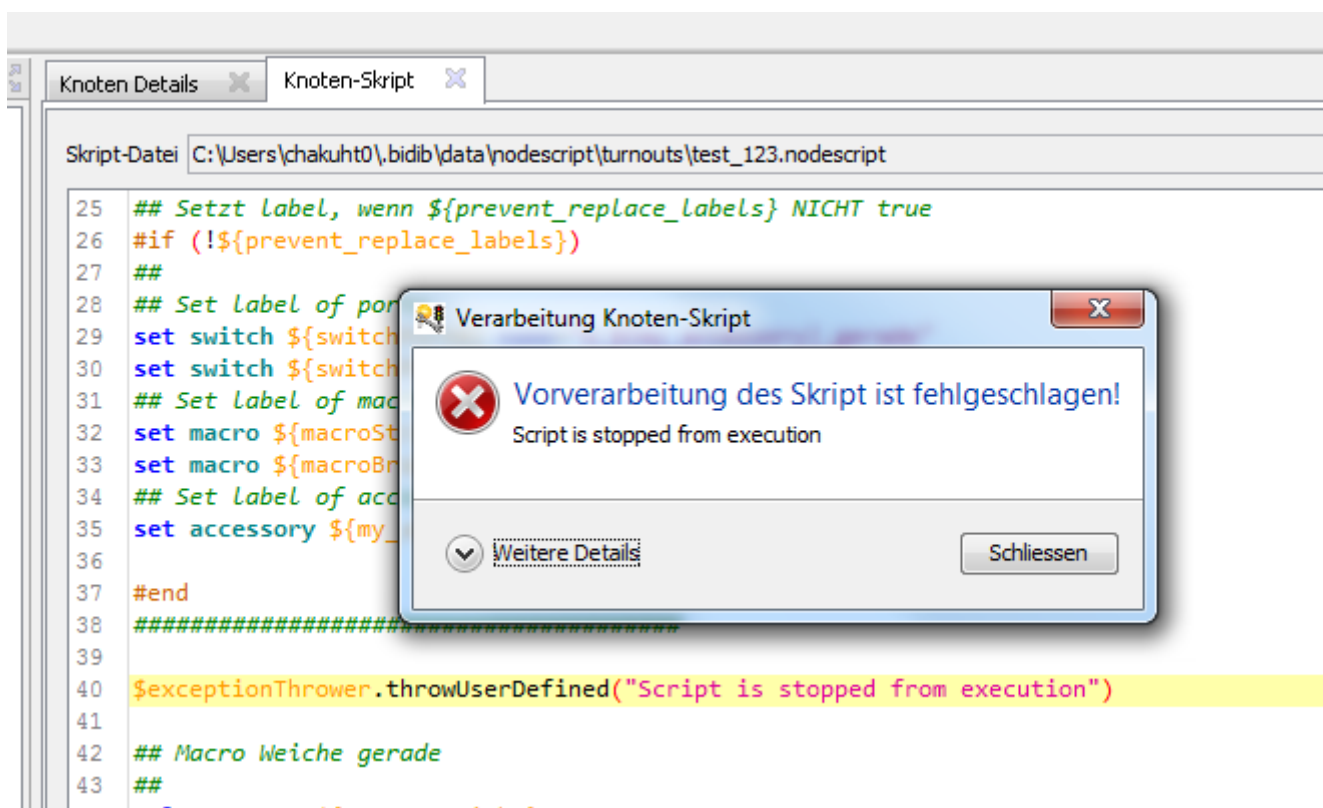 Knoten Details
Knoten-Skript
Skript-Datei C:\Users\chakuht0\.bidib\data\nodescript\turnouts\test_123.nodescript
25 ## Setzt label, wenn ${prevent_replace_labels} NICHT true
26 #if (!${prevent_replace_labels})
27 ##
28 ## Set label of por
29 set switch ${switch
30 set switch ${switch
31 ## Set label of mac
32 set macro ${macroSt
33 set macro ${macroBr
34 ## Set label of acc
35 set accessory ${my_
36
37 #end
38 #######################################
39
40 $exceptionThrower.throwUserDefined("Script is stopped from execution")
41
42 ## Macro Weiche gerade
43 ##
Verarbeitung Knoten-Skript
Vorverarbeitung des Skript ist fehlgeschlagen!
Script is stopped from execution
Weitere Details
Schliessen